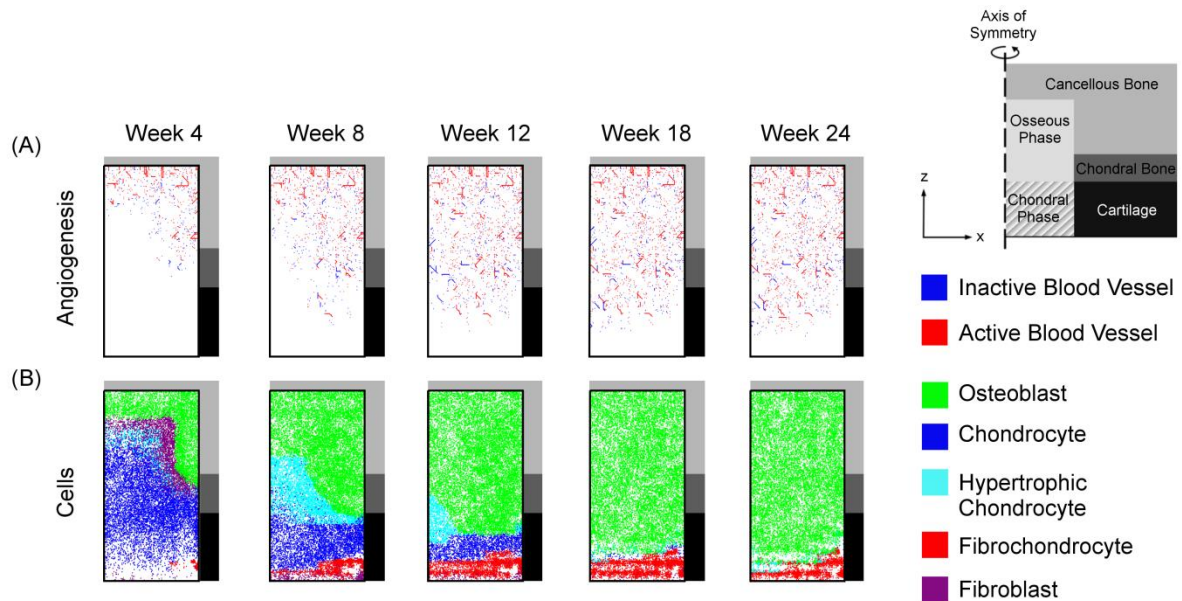 Axis of
Symmetry
Cancellous Bone
Osseous
Phase
Chondral Bone
Chondral
Phase
Cartilage
z
x
Week 4
Week 8
Week 12
Week 18
Week 24
(A)
Angiogenesis
(B)
Cells
Inactive Blood Vessel
Active Blood Vessel
Osteoblast
Chondrocyte
Hypertrophic
Chondrocyte
Fibrochondrocyte
Fibroblast